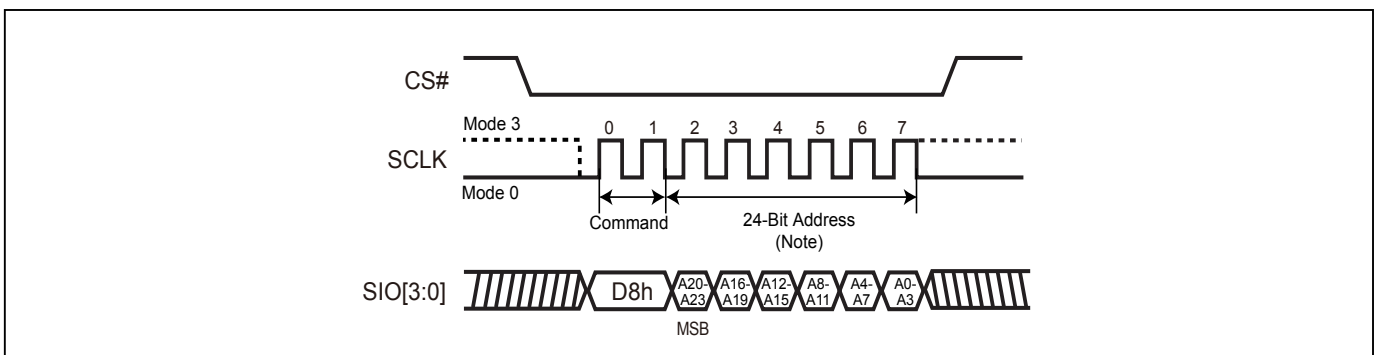 CS#
Mode 3
0 1 2 3 4 5 6 7
SCLK
Mode 0
Command
24-Bit Address
(Note)
SIO[3:0]
D8h
A20-
A23
A16-
A19
A12-
A15
A8-
A11
A4-
A7
A0-
A3
MSB